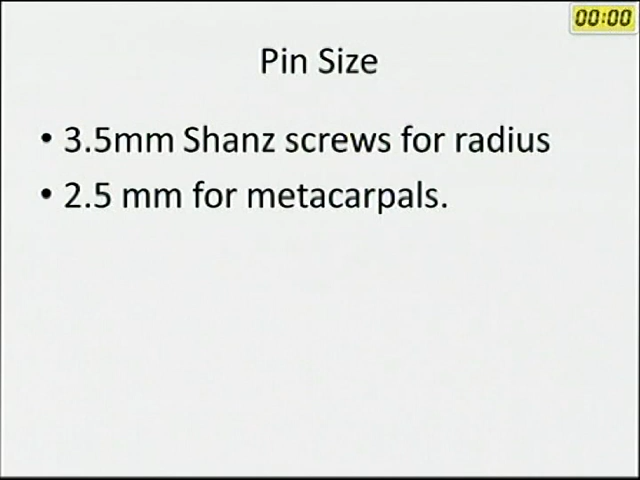 00:00
Pin Size
• 3.5mm Shanz screws for radius
• 2.5 mm for metacarpals.